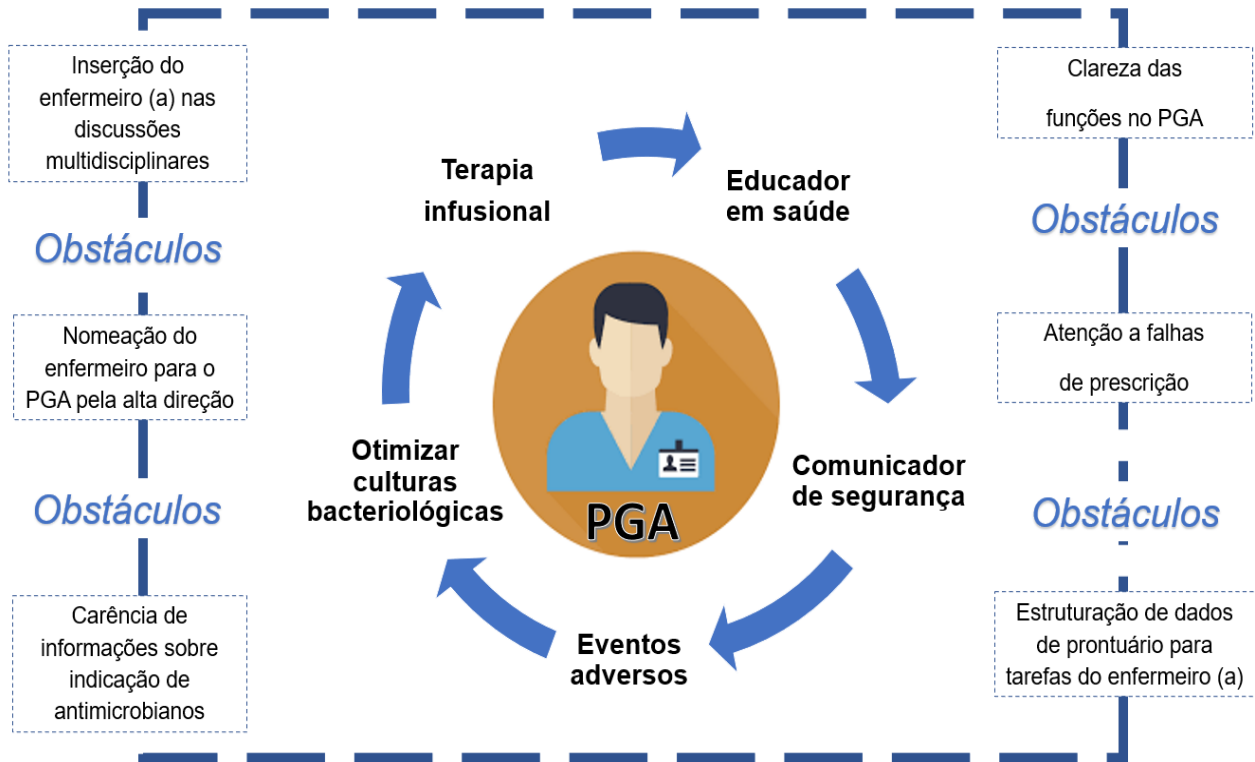 Inserção do
enfermeiro (a) nas
discussões
multidisciplinares
Obstáculos
Nomeação do
enfermeiro para o
PGA pela alta direção
Obstáculos
Carência de
informações sobre
indicação de
antimicrobianos
Terapia
infusional
Educador
em saúde
Comunicador
de segurança
Eventos
adversos
Otimizar
culturas
bacteriológicas
PGA
Clareza das
funções no PGA
Obstáculos
Atenção a falhas
de prescrição
Obstáculos
Estruturação de dados
de prontuário para
tarefas do enfermeiro (a)